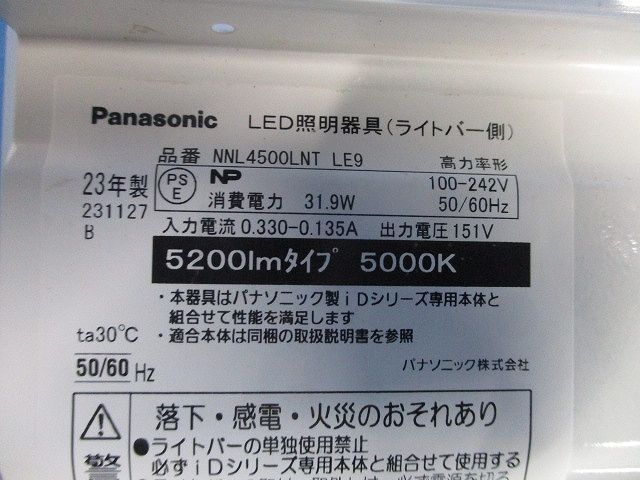 Panasonic LED照明器具(ライトバー側)
品番 NNL4500LNT LE9 高力率形
23年製 PS E NP 100-242V
231127 消費電力 31.9W 50/60Hz
B 入力電流 0.330-0.135A 出力電圧 151V
5200lmタイプ 5000K
・本器具はパナソニック製iDシリーズ専用本体と
組合せて性能を満足します
ta30℃ ・適合本体は同梱の取扱説明書を参照
50/60 Hz パナソニック株式会社
落下・感電・火災のおそれあり
●ライトバーの単独使用禁止
警 必ずiDシリーズ専用本体と組合せて使用する